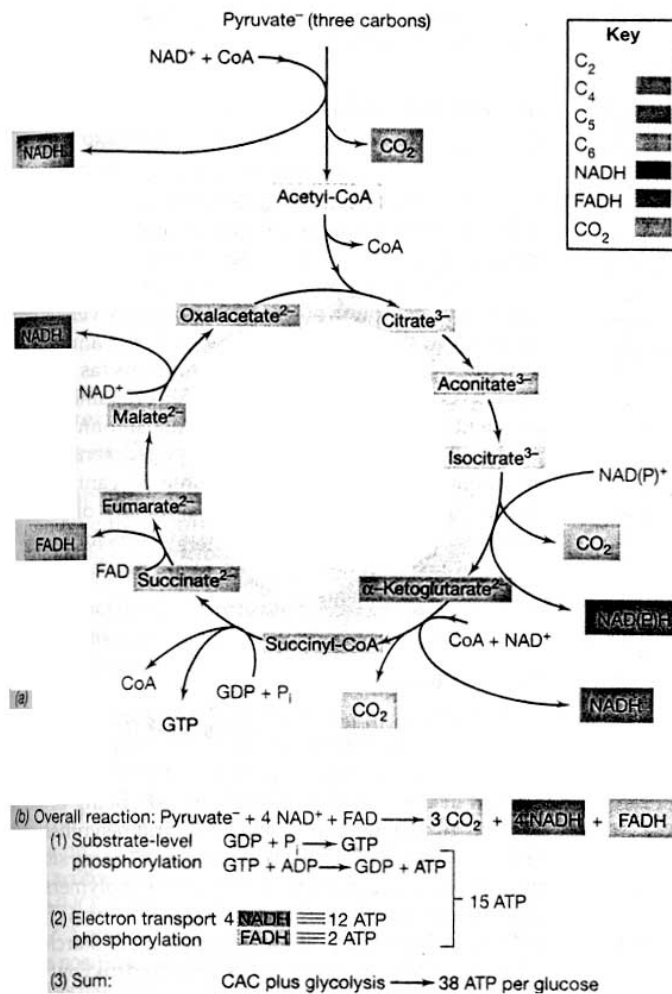 Pyruvate⁻ (three carbons)
Key
NAD⁺ + CoA
C₂
C₄
C₅
C₆
NADH
FADH
CO₂
NADH
CO₂
Acetyl-CoA
CoA
Oxalacetate²⁻
Citrate³⁻
NADH
Aconitate³⁻
NAD⁺
Malate²⁻
Isocitrate³⁻
NAD(P)⁺
Fumarate²⁻
CO₂
FADH
FAD
Succinate²⁻
α-Ketoglutarate²⁻
NAD(P)H
Succinyl-CoA
CoA + NAD⁺
CoA
GDP + Pᵢ
CO₂
NADH
(a)
GTP
(b) Overall reaction: Pyruvate⁻ + 4 NAD⁺ + FAD → 3 CO₂ + 4 NADH + FADH
(1) Substrate-level GDP + Pᵢ → GTP
phosphorylation GTP + ADP → GDP + ATP
15 ATP
(2) Electron transport 4 NADH ≡ 12 ATP
phosphorylation FADH ≡ 2 ATP
(3) Sum: CAC plus glycolysis → 38 ATP per glucose